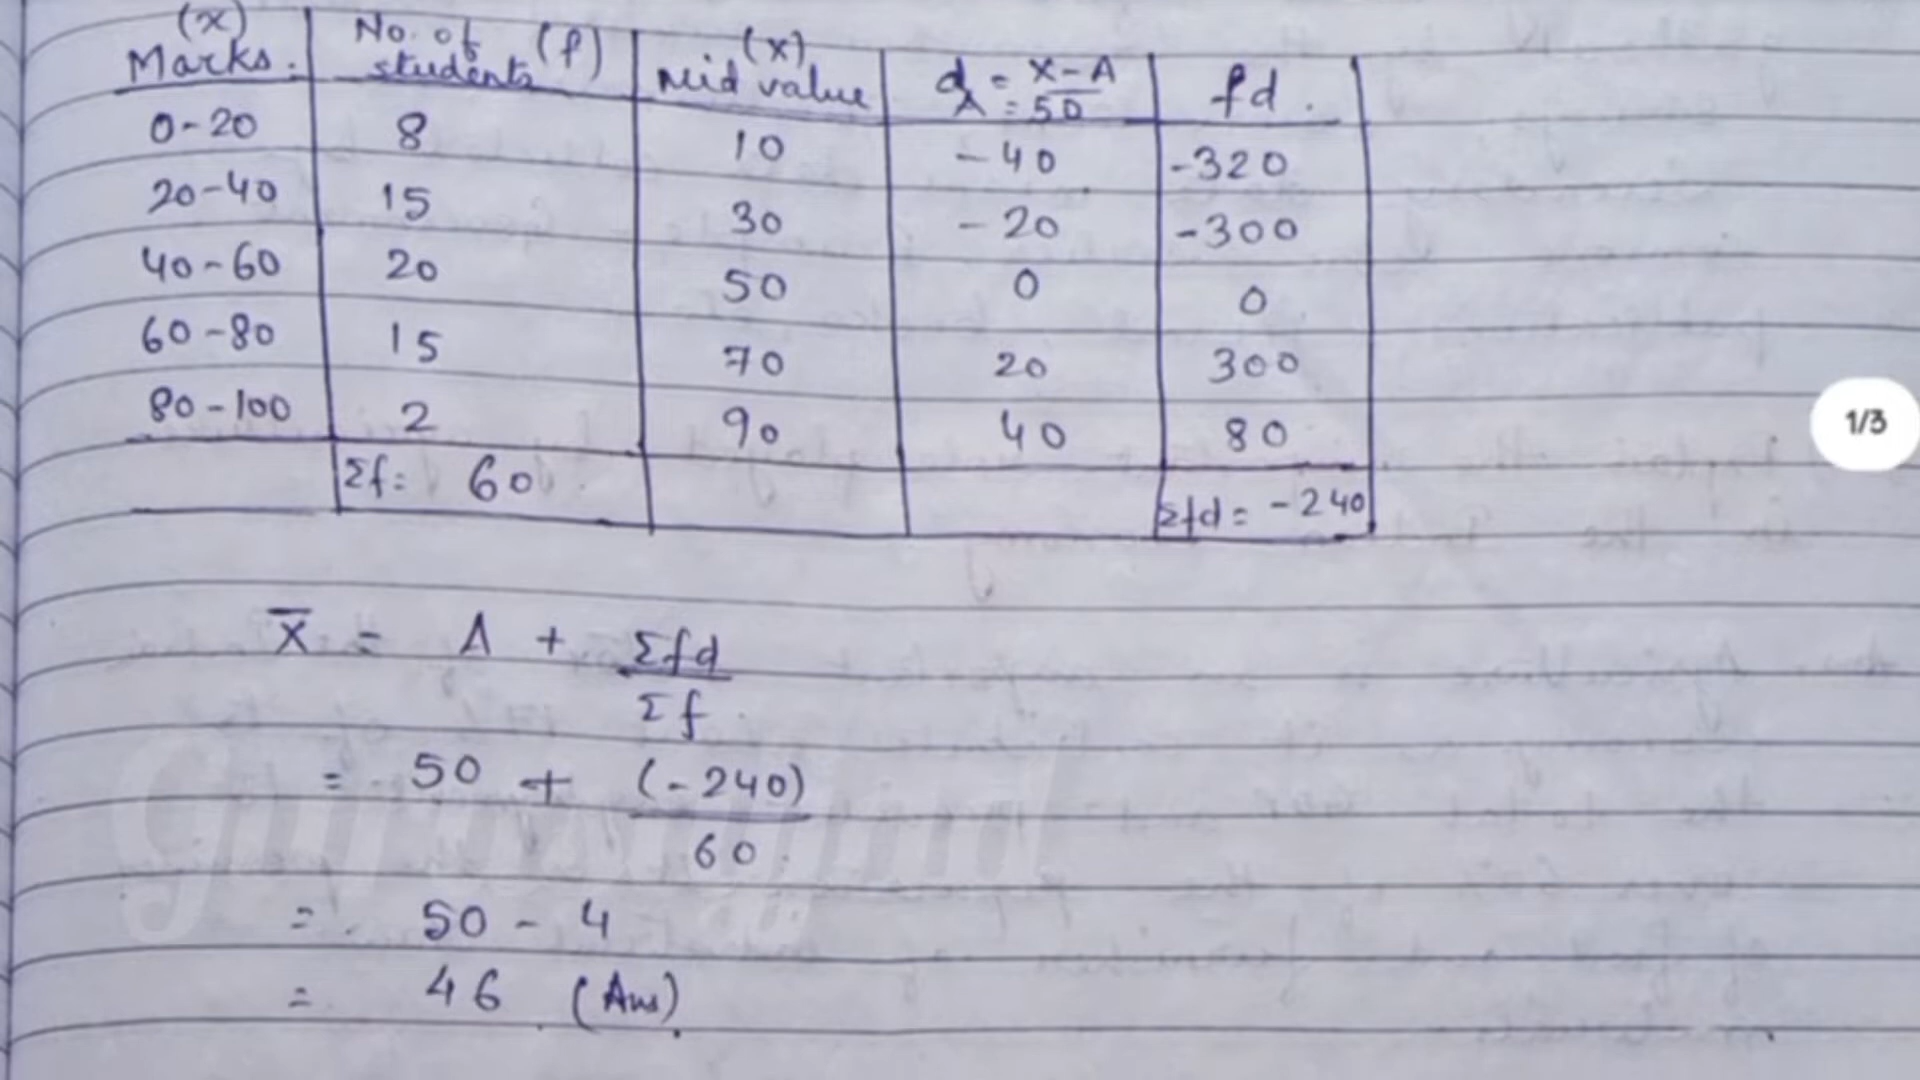 (x) Marks. No. of students (f) (x) mid value d = x - A A = 50 fd.
0-20 8 10 -40 -320
20-40 15 30 -20 -300
40-60 20 50 0 0
60-80 15 70 20 300
80-100 2 90 40 80
Σf = 60 Σfd = -240
1/3
X̄ = A + Σfd / Σf
= 50 + (-240) / 60
= 50 - 4
= 46 (Ans)